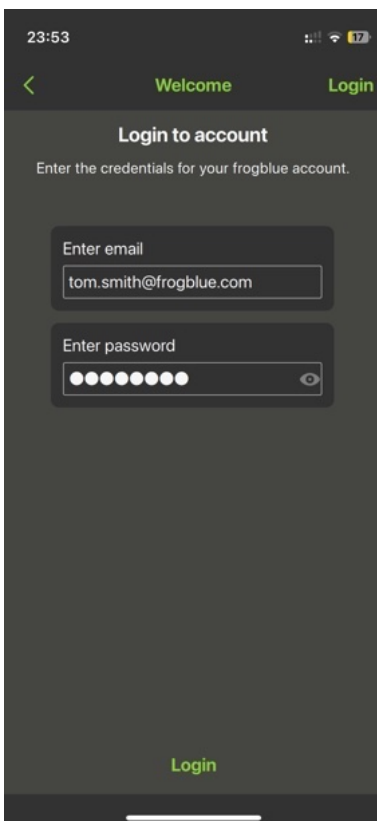 23:53
17
Welcome
Login
Login to account
Enter the credentials for your frogblue account.
Enter email
tom.smith@frogblue.com
Enter password
●●●●●●●●
Login